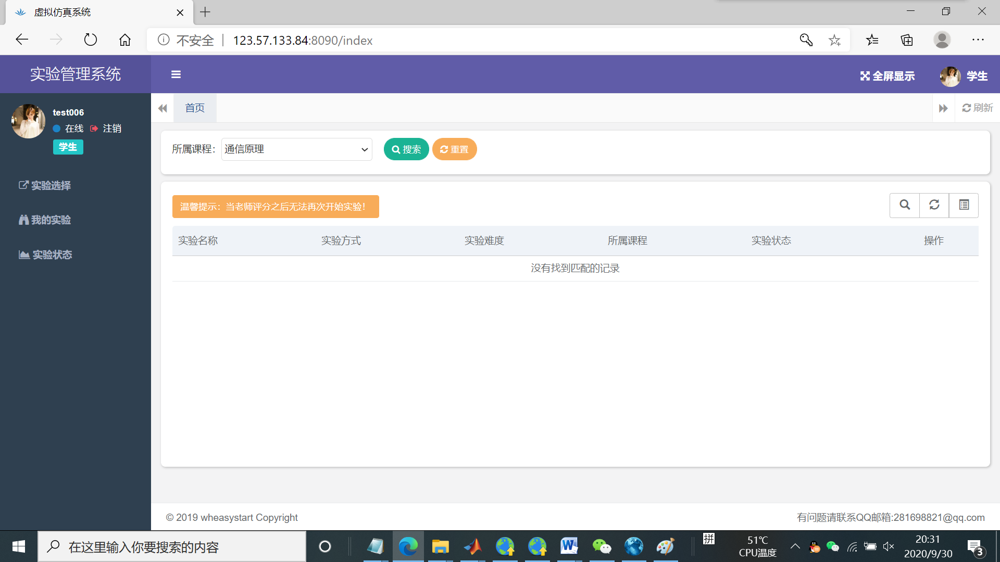 虚拟仿真系统
不安全 123.57.133.84:8090/index
实验管理系统
全屏显示 学生
test006
在线 注销
学生
实验选择
我的实验
实验状态
首页
刷新
所属课程： 通信原理 搜索 重置
温馨提示：当老师评分之后无法再次开始实验！
实验名称 实验方式 实验难度 所属课程 实验状态 操作
没有找到匹配的记录
© 2019 wheasystart Copyright 有问题请联系QQ邮箱:281698821@qq.com
在这里输入你要搜索的内容
拼
51℃
CPU温度
20:31
2020/9/30
3